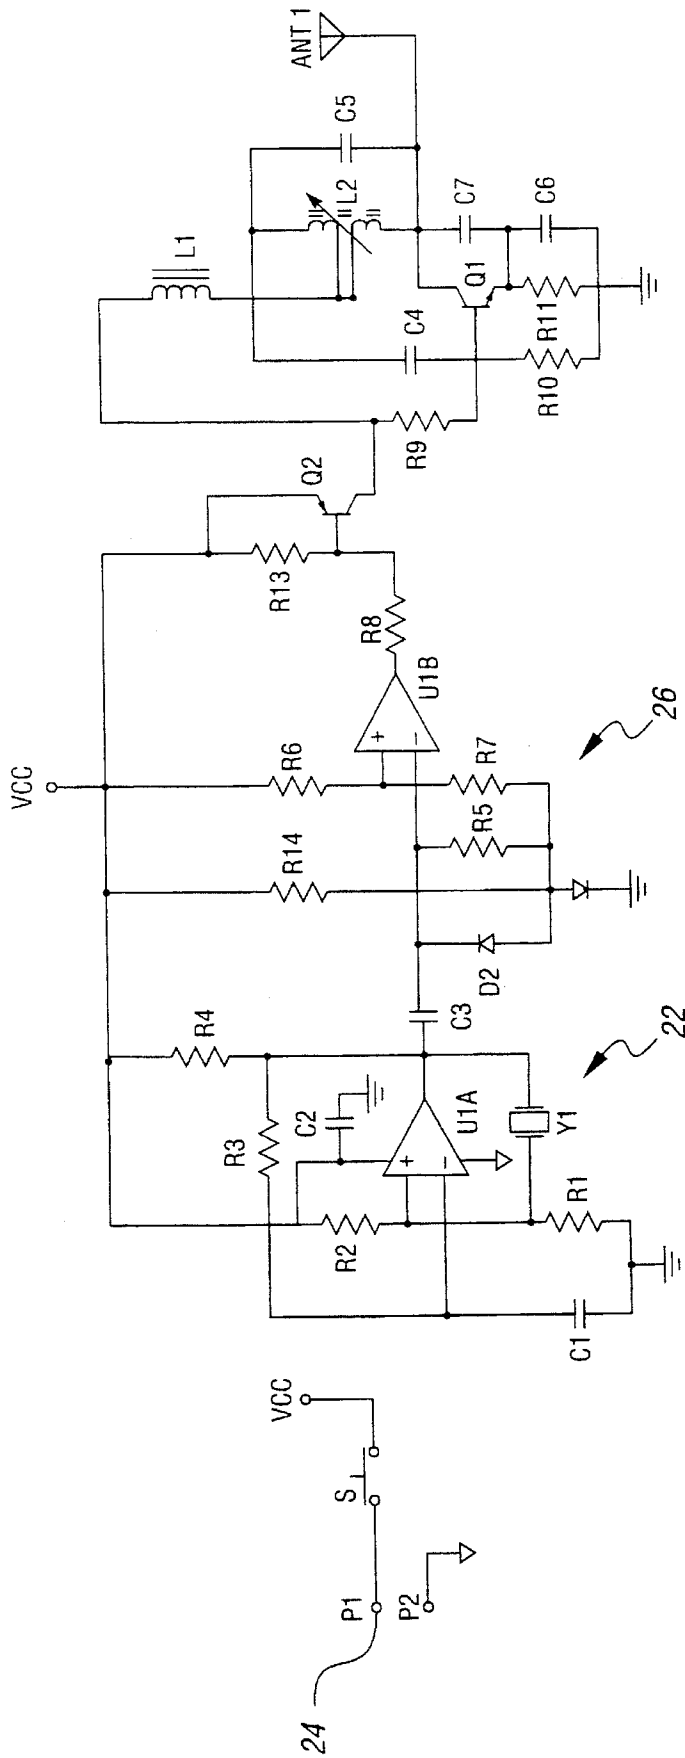 24
P1
P2
S
VCC
C1
R3
R2
R4
C2
U1A
Y1
R1
22
C3
D2
VCC
R14
R6
R5
R7
U1B
R8
26
R13
Q2
R9
L1
C4
L2
C5
Q1
C7
C6
R10
R11
ANT 1
+
−
+
−